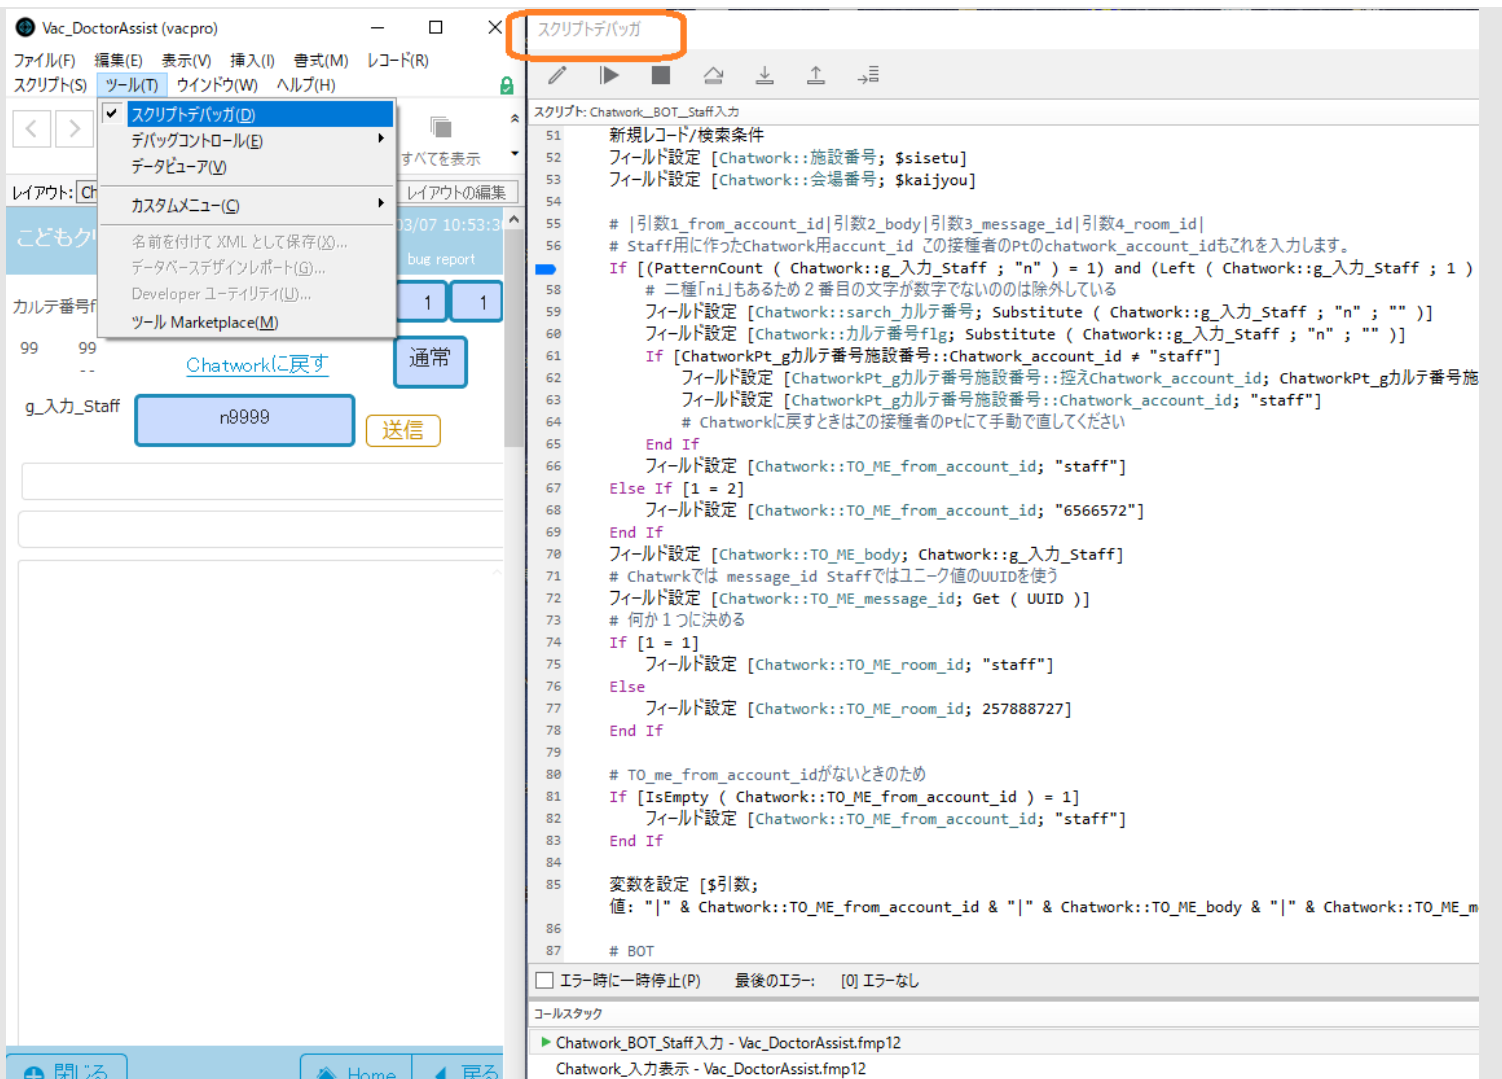 Vac_DoctorAssist (vacpro)
ファイル(F) 編集(E) 表示(V) 挿入(I) 書式(M) レコード(R)
スクリプト(S) ツール(T) ウインドウ(W) ヘルプ(H)
スクリプトデバッガ(D)
デバッグコントロール(E)
データビューア(V)
カスタムメニュー(C)
名前を付けて XML として保存(X)...
データベースデザインレポート(G)...
Developer ユーティリティ(U)...
ツール Marketplace(M)
すべてを表示
レイアウト: Ch
レイアウトの編集
こどもク
03/07 10:53:3
bug report
カルテ番号f
1 1
99 99
--
Chatworkに戻す
通常
g_入力_Staff
n9999
送信
閉じる
Home
戻る
スクリプトデバッガ
スクリプト: Chatwork__BOT__Staff入力
51 新規レコード/検索条件
52 フィールド設定 [Chatwork::施設番号; $sisetu]
53 フィールド設定 [Chatwork::会場番号; $kaijyou]
54
55 # |引数1_from_account_id|引数2_body|引数3_message_id|引数4_room_id|
56 # Staff用に作ったChatwork用accunt_id この接種者のPtのchatwork_account_idもこれを入力します。
If [(PatternCount ( Chatwork::g_入力_Staff ; "n" ) = 1) and (Left ( Chatwork::g_入力_Staff ; 1 )
58 # 二種「ni」もあるため２番目の文字が数字でないののは除外している
59 フィールド設定 [Chatwork::sarch_カルテ番号; Substitute ( Chatwork::g_入力_Staff ; "n" ; "" )]
60 フィールド設定 [Chatwork::カルテ番号flg; Substitute ( Chatwork::g_入力_Staff ; "n" ; "" )]
61 If [ChatworkPt_gカルテ番号施設番号::Chatwork_account_id ≠ "staff"]
62 フィールド設定 [ChatworkPt_gカルテ番号施設番号::控えChatwork_account_id; ChatworkPt_gカルテ番号施
63 フィールド設定 [ChatworkPt_gカルテ番号施設番号::Chatwork_account_id; "staff"]
64 # Chatworkに戻すときはこの接種者のPtにて手動で直してください
65 End If
66 フィールド設定 [Chatwork::TO_ME_from_account_id; "staff"]
67 Else If [1 = 2]
68 フィールド設定 [Chatwork::TO_ME_from_account_id; "6566572"]
69 End If
70 フィールド設定 [Chatwork::TO_ME_body; Chatwork::g_入力_Staff]
71 # Chatwrkでは message_id Staffではユニーク値のUUIDを使う
72 フィールド設定 [Chatwork::TO_ME_message_id; Get ( UUID )]
73 # 何か１つに決める
74 If [1 = 1]
75 フィールド設定 [Chatwork::TO_ME_room_id; "staff"]
76 Else
77 フィールド設定 [Chatwork::TO_ME_room_id; 257888727]
78 End If
79
80 # TO_me_from_account_idがないときのため
81 If [IsEmpty ( Chatwork::TO_ME_from_account_id ) = 1]
82 フィールド設定 [Chatwork::TO_ME_from_account_id; "staff"]
83 End If
84
85 変数を設定 [$引数;
値: "|" & Chatwork::TO_ME_from_account_id & "|" & Chatwork::TO_ME_body & "|" & Chatwork::TO_ME_m
86
87 # BOT
エラー時に一時停止(P) 最後のエラー: [0] エラーなし
コールスタック
Chatwork_BOT_Staff入力 - Vac_DoctorAssist.fmp12
Chatwork_入力表示 - Vac_DoctorAssist.fmp12